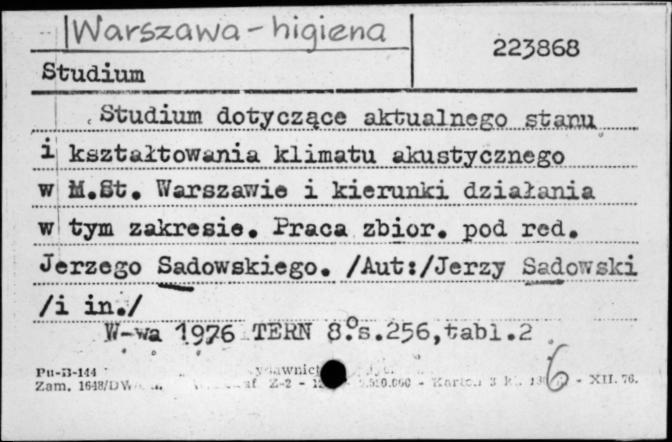 Warszawa - higiena
223868
Studium
Studium dotyczące aktualnego stanu
i kształtowania klimatu akustycznego
w M.St. Warszawie i kierunki działania
w tym zakresie. Praca zbior. pod red.
Jerzego Sadowskiego. /Aut:/Jerzy Sadowski
/i in./
W-wa 1976 TERN 8.°s.256,tabl.2
6
Pu-B-144
Zam. 1648/DW Z-2 - Karton 3 - XII. 76.